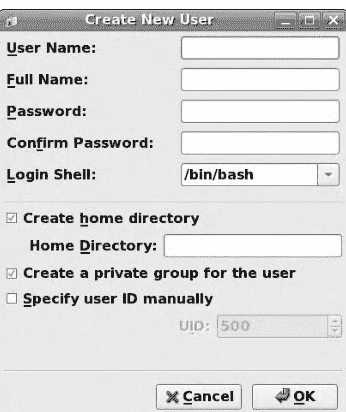 Create New User
User Name:
Full Name:
Password:
Confirm Password:
Login Shell: /bin/bash
Create home directory
Home Directory:
Create a private group for the user
Specify user ID manually
UID: 500
Cancel OK